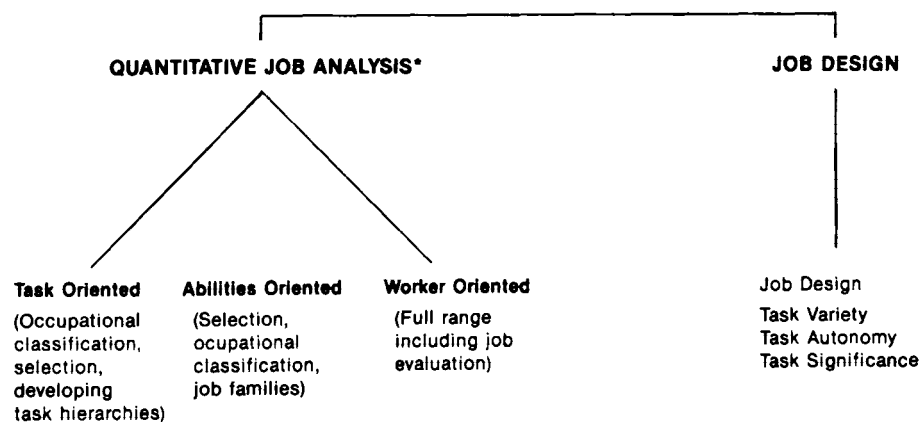 QUANTITATIVE JOB ANALYSIS*
JOB DESIGN
Task Oriented
(Occupational
classification,
selection,
developing
task hierarchies)
Abilities Oriented
(Selection,
ocupational
classification,
job families)
Worker Oriented
(Full range
including job
evaluation)
Job Design
Task Variety
Task Autonomy
Task Significance